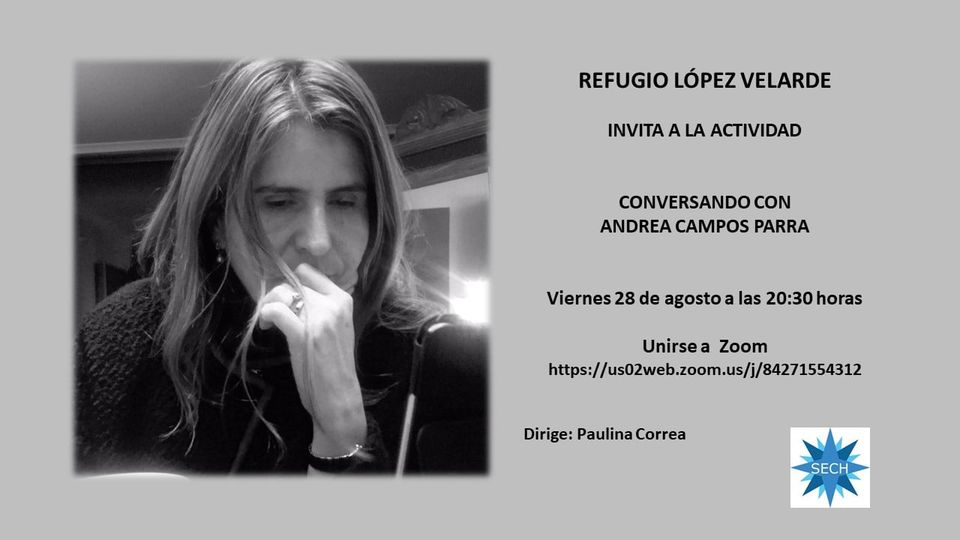 REFUGIO LÓPEZ VELARDE
INVITA A LA ACTIVIDAD
CONVERSANDO CON
ANDREA CAMPOS PARRA
Viernes 28 de agosto a las 20:30 horas
Unirse a Zoom
https://us02web.zoom.us/j/84271554312
Dirige: Paulina Correa
SECH